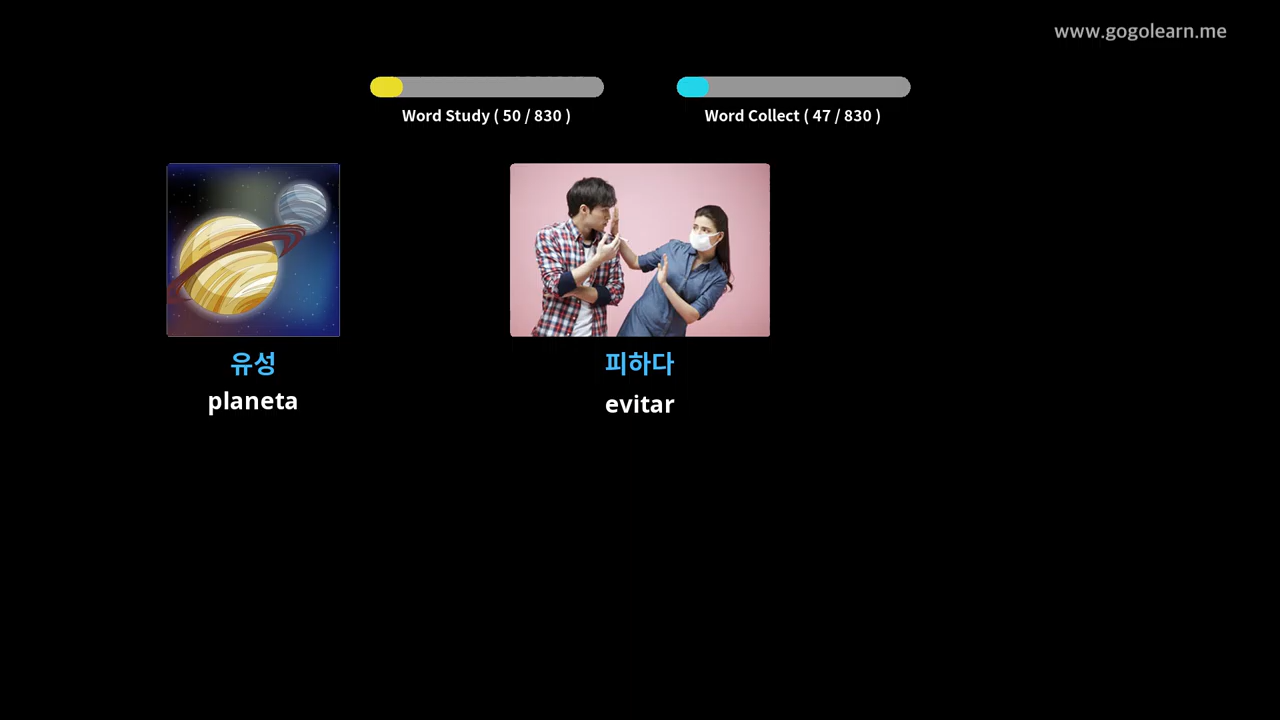 www.gogolearn.me
Word Study ( 50 / 830 )
Word Collect ( 47 / 830 )
유성
planeta
피하다
evitar